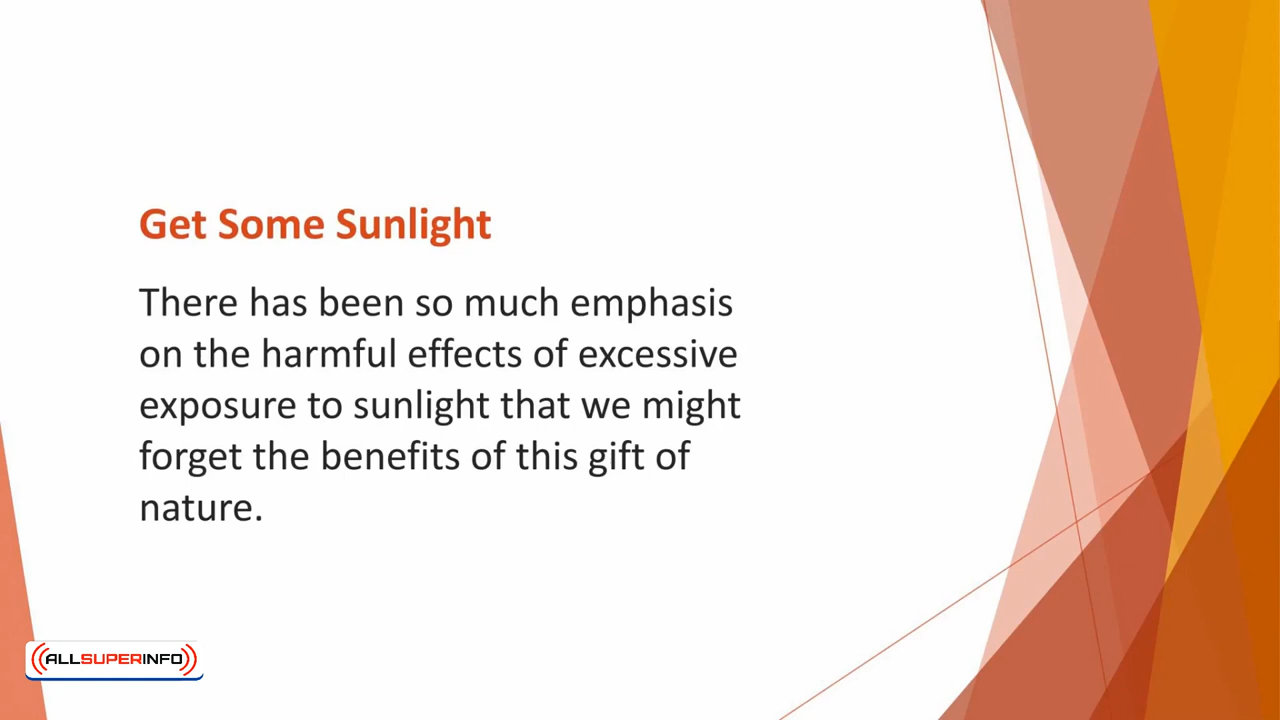 Get Some Sunlight
There has been so much emphasis
on the harmful effects of excessive
exposure to sunlight that we might
forget the benefits of this gift of
nature.
ALLSUPERINFO